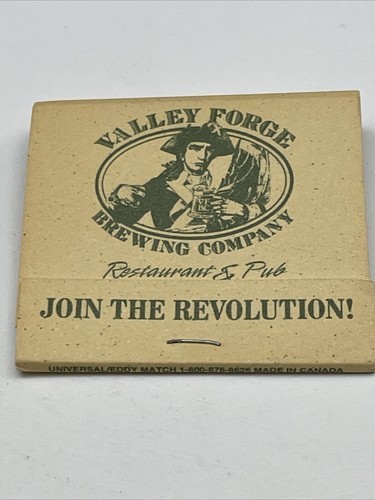 VALLEY FORGE
BREWING COMPANY
Restaurant & Pub
JOIN THE REVOLUTION!
UNIVERSAL/EDDY MATCH 1-800-676-8626 MADE IN CANADA